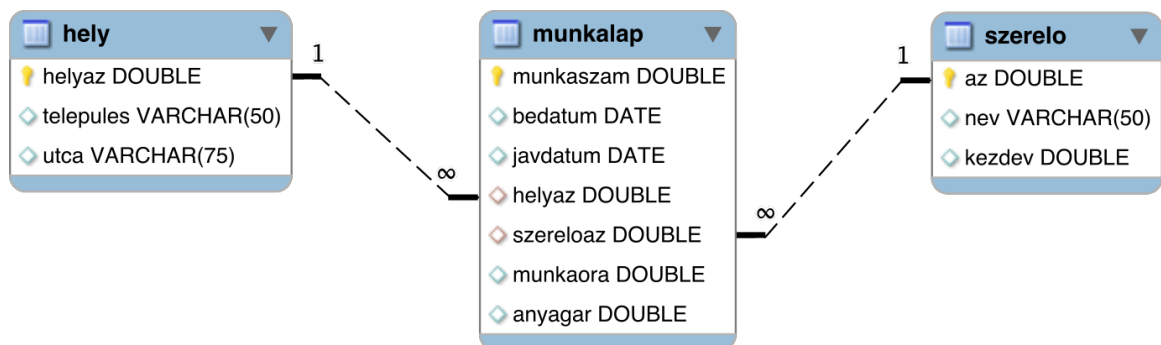 hely
helyaz DOUBLE
telepules VARCHAR(50)
utca VARCHAR(75)
1
∞
munkalap
munkaszam DOUBLE
bedatum DATE
javdatum DATE
helyaz DOUBLE
szereloaz DOUBLE
munkaora DOUBLE
anyagar DOUBLE
∞
1
szerelo
az DOUBLE
nev VARCHAR(50)
kezdev DOUBLE